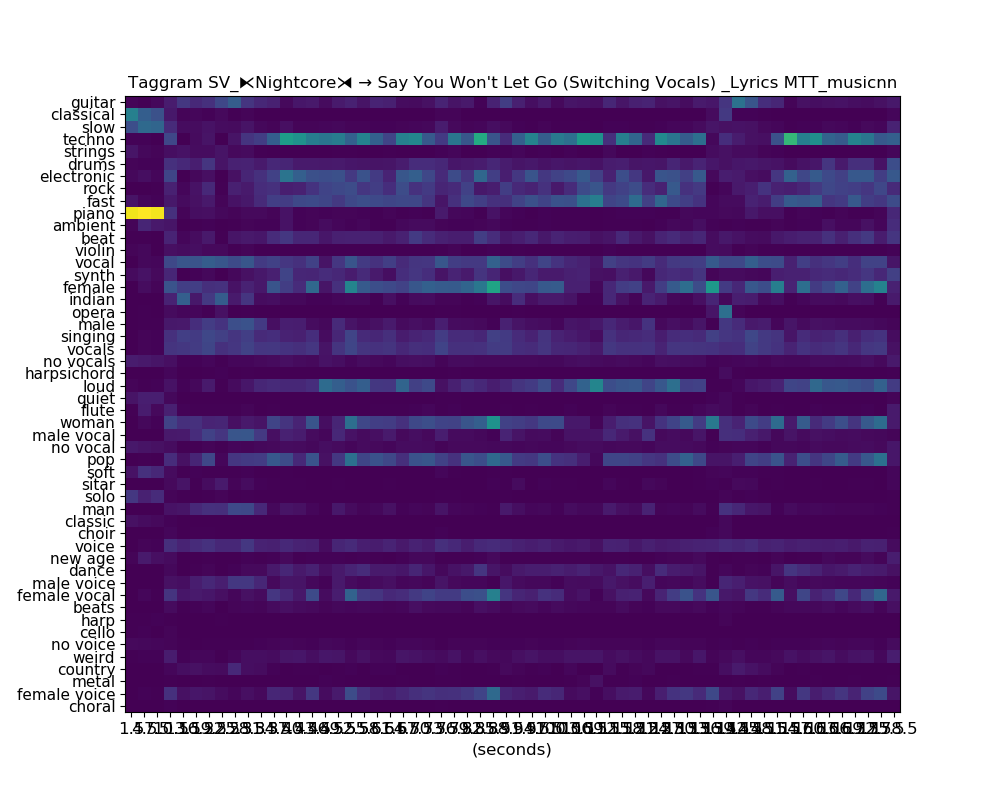 Taggram SV_⧔Nightcore⧕ → Say You Won't Let Go (Switching Vocals) _Lyrics MTT_musicnn
guitar
classical
slow
techno
strings
drums
electronic
rock
fast
piano
ambient
beat
violin
vocal
synth
female
indian
opera
male
singing
vocals
no vocals
harpsichord
loud
quiet
flute
woman
male vocal
no vocal
pop
soft
sitar
solo
man
classic
choir
voice
new age
dance
male voice
female vocal
beats
harp
cello
no voice
weird
country
metal
female voice
choral
(seconds)